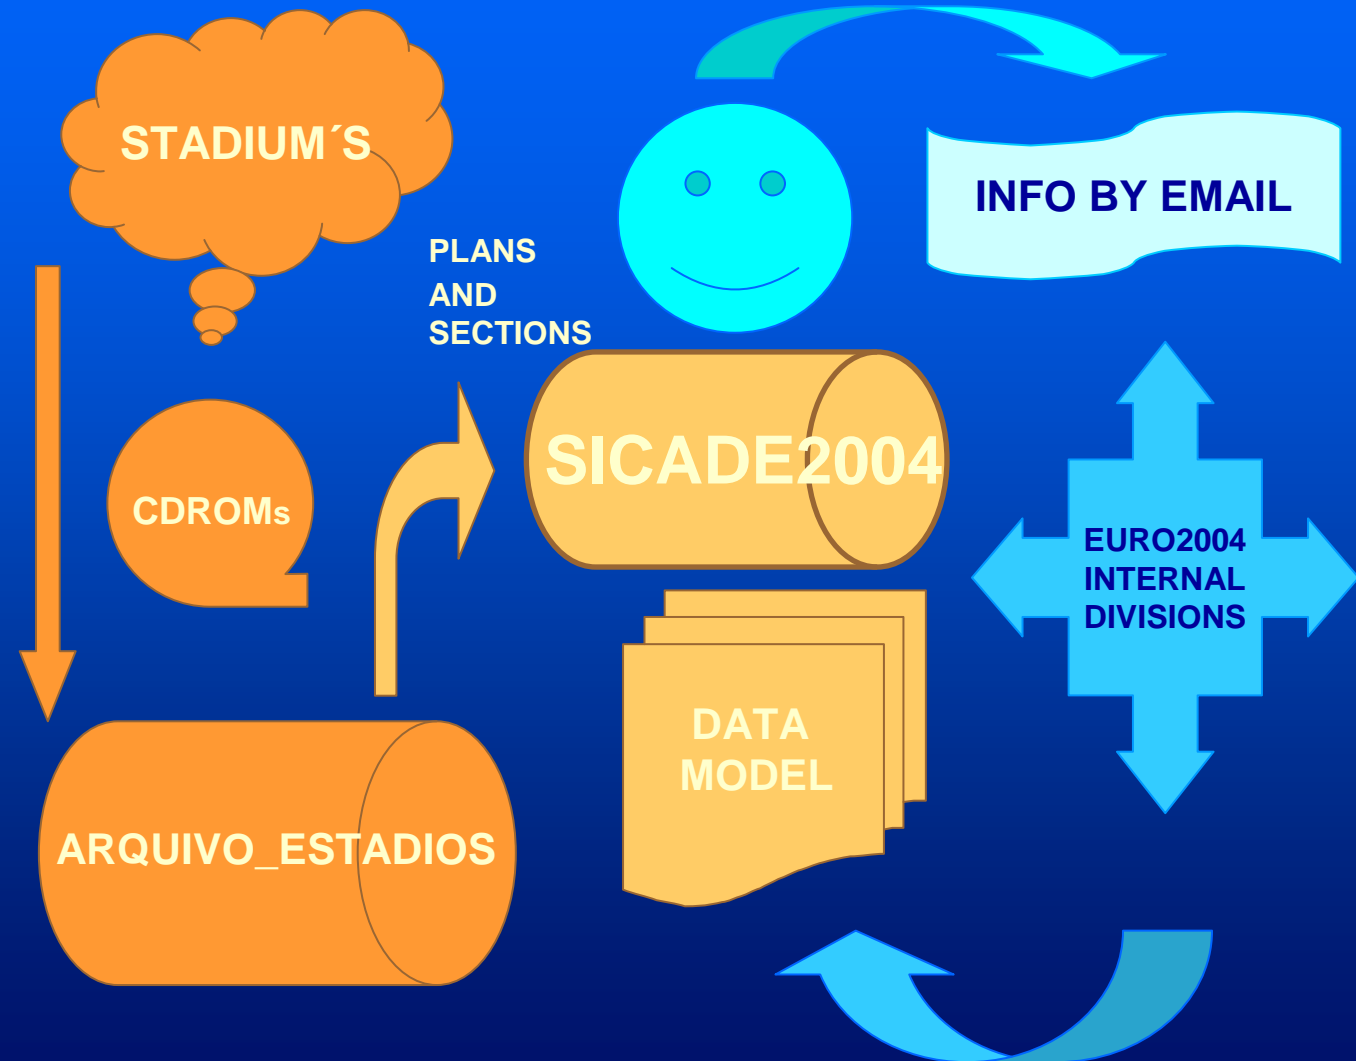 STADIUM´S
INFO BY EMAIL
PLANS
AND
SECTIONS
SICADE2004
CDROMs
EURO2004
INTERNAL
DIVISIONS
DATA
MODEL
ARQUIVO_ESTADIOS